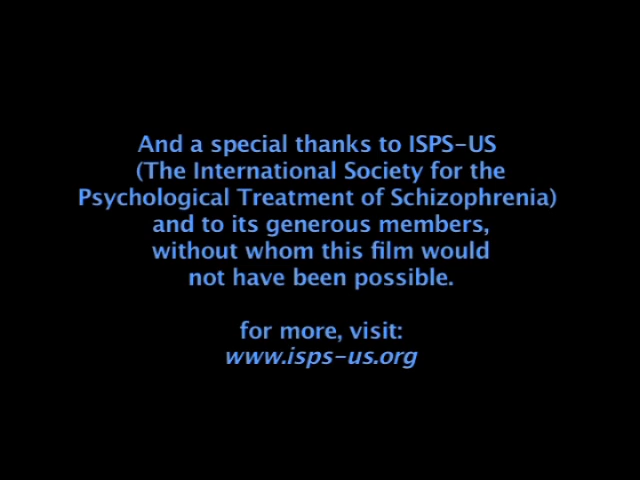 And a special thanks to ISPS-US
(The International Society for the
Psychological Treatment of Schizophrenia)
and to its generous members,
without whom this film would
not have been possible.
for more, visit:
www.isps-us.org